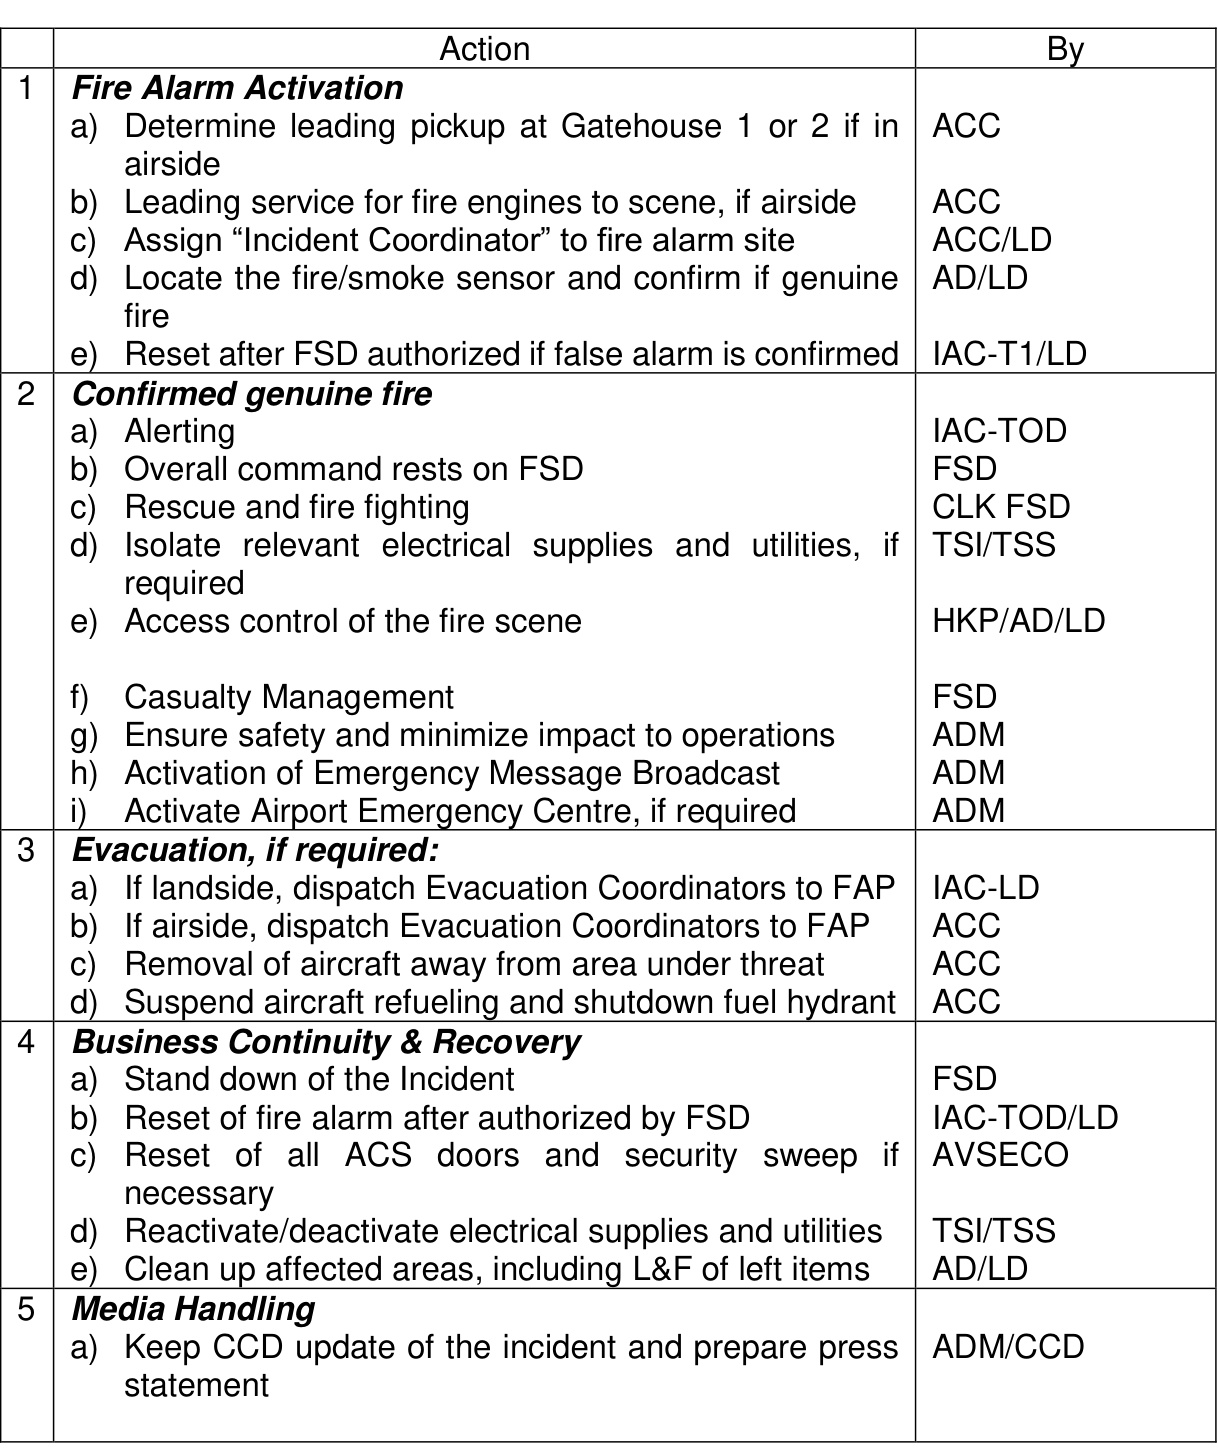 Action By
1 Fire Alarm Activation
a) Determine leading pickup at Gatehouse 1 or 2 if in ACC
airside
b) Leading service for fire engines to scene, if airside ACC
c) Assign “Incident Coordinator” to fire alarm site ACC/LD
d) Locate the fire/smoke sensor and confirm if genuine AD/LD
fire
e) Reset after FSD authorized if false alarm is confirmed IAC-T1/LD
2 Confirmed genuine fire
a) Alerting IAC-TOD
b) Overall command rests on FSD FSD
c) Rescue and fire fighting CLK FSD
d) Isolate relevant electrical supplies and utilities, if TSI/TSS
required
e) Access control of the fire scene HKP/AD/LD
f) Casualty Management FSD
g) Ensure safety and minimize impact to operations ADM
h) Activation of Emergency Message Broadcast ADM
i) Activate Airport Emergency Centre, if required ADM
3 Evacuation, if required:
a) If landside, dispatch Evacuation Coordinators to FAP IAC-LD
b) If airside, dispatch Evacuation Coordinators to FAP ACC
c) Removal of aircraft away from area under threat ACC
d) Suspend aircraft refueling and shutdown fuel hydrant ACC
4 Business Continuity & Recovery
a) Stand down of the Incident FSD
b) Reset of fire alarm after authorized by FSD IAC-TOD/LD
c) Reset of all ACS doors and security sweep if AVSECO
necessary
d) Reactivate/deactivate electrical supplies and utilities TSI/TSS
e) Clean up affected areas, including L&F of left items AD/LD
5 Media Handling
a) Keep CCD update of the incident and prepare press ADM/CCD
statement